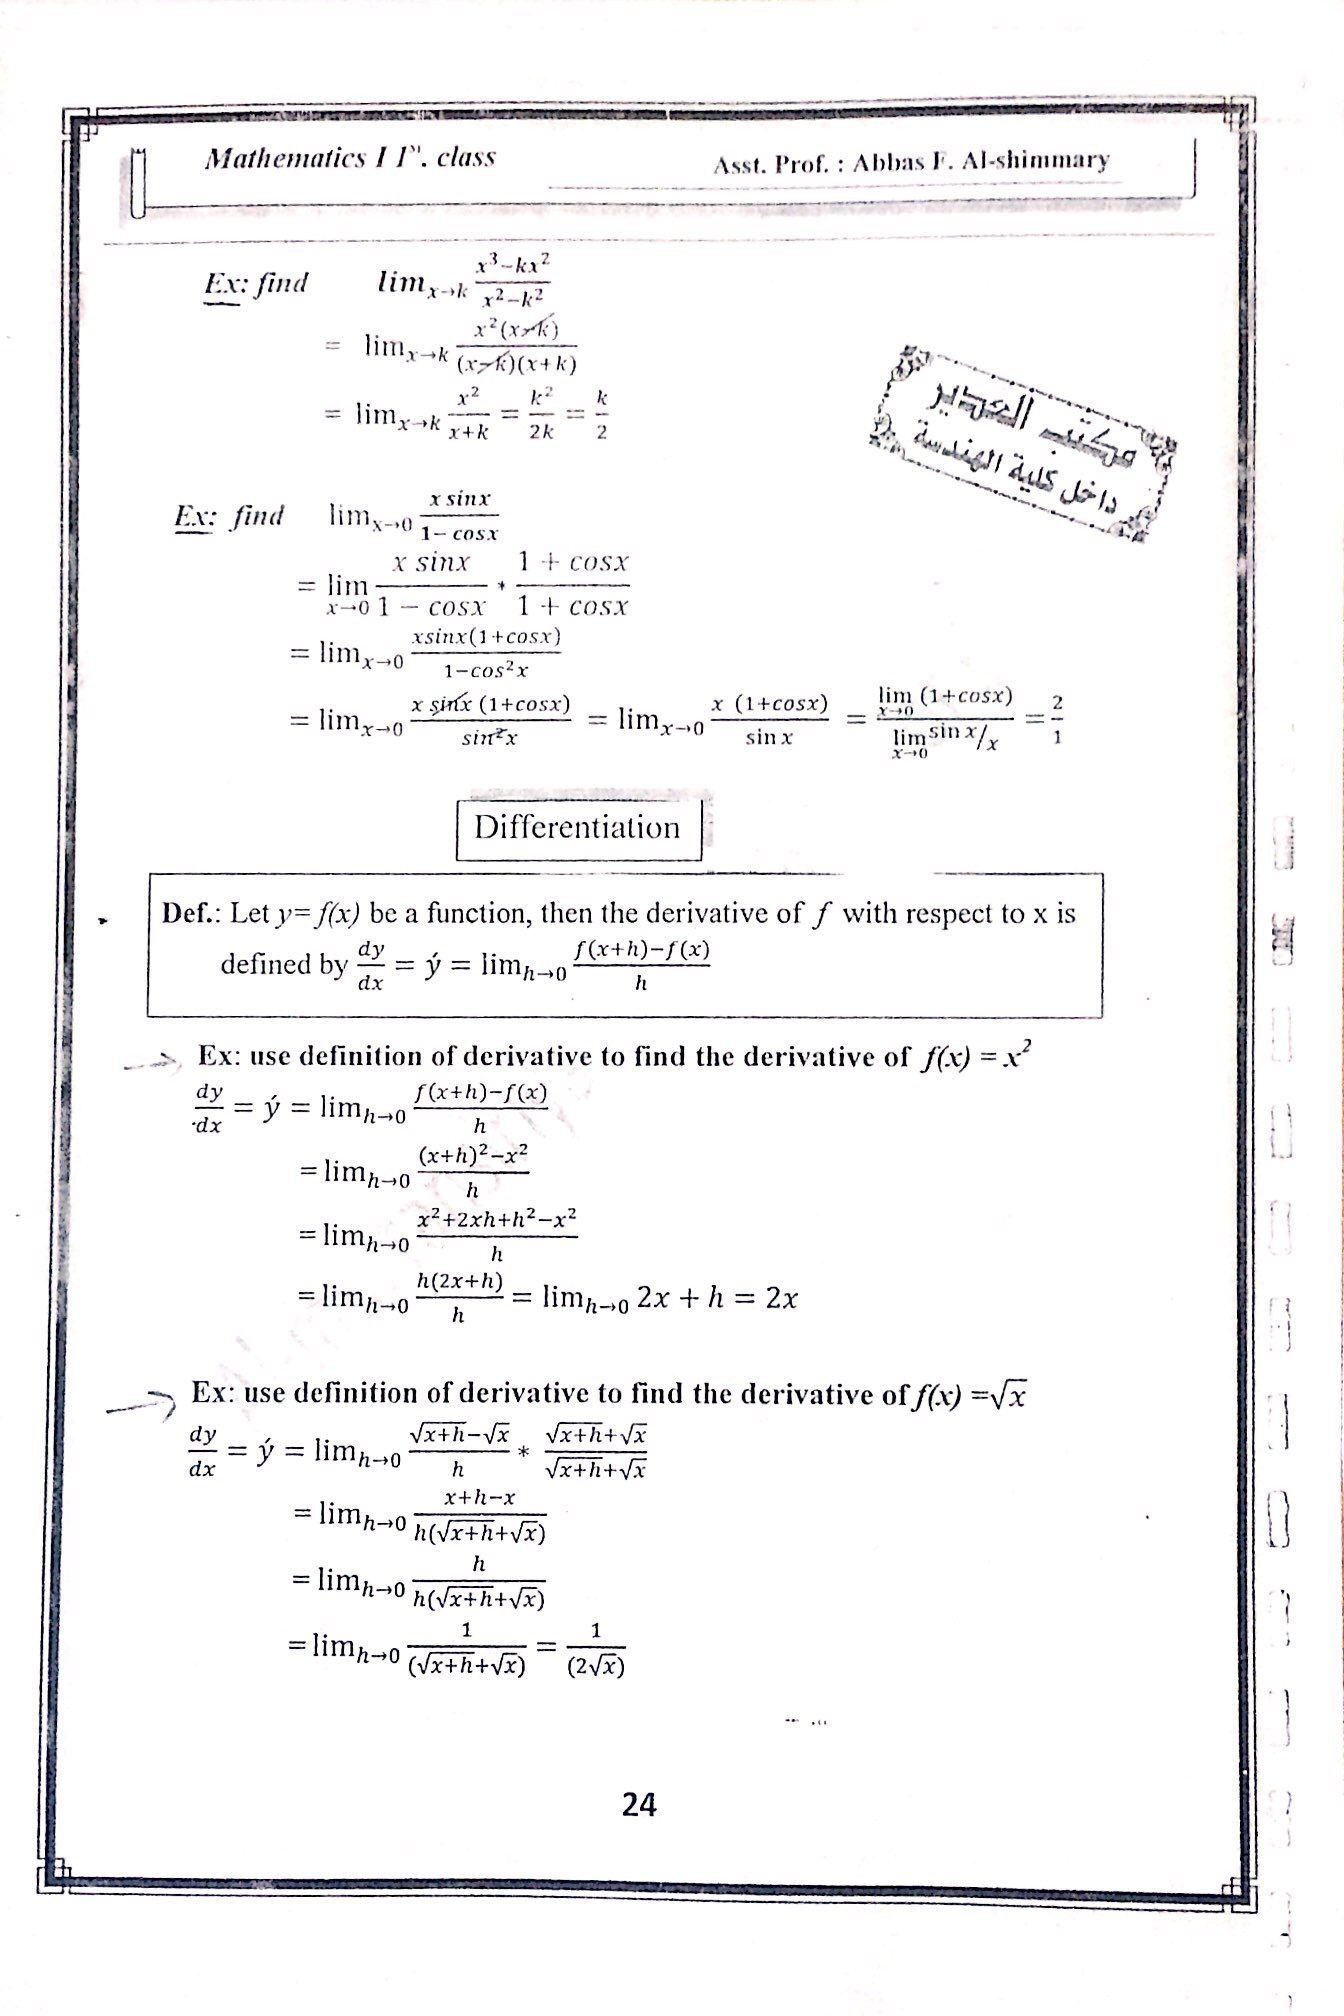 Mathematics I 1st. class
Asst. Prof. : Abbas F. Al-shimmary
Ex: find lim_{x→k} (x³−kx²)/(x²−k²)
= lim_{x→k} x²(x−k)/((x−k)(x+k))
= lim_{x→k} x²/(x+k) = k²/2k = k/2
مكتب الغدير
داخل كلية الهندسة
Ex: find lim_{x→0} (x sinx)/(1− cosx)
= lim_{x→0} (x sinx)/(1 − cosx) * (1 + cosx)/(1 + cosx)
= lim_{x→0} xsinx(1+cosx)/(1−cos²x)
= lim_{x→0} x sinx (1+cosx)/sin²x = lim_{x→0} x (1+cosx)/sin x = lim_{x→0} (1+cosx)/lim_{x→0} sin x/x = 2/1
Differentiation
Def.: Let y= f(x) be a function, then the derivative of f with respect to x is
defined by dy/dx = ý = lim_{h→0} (f(x+h)−f(x))/h
Ex: use definition of derivative to find the derivative of f(x) = x²
dy/dx = ý = lim_{h→0} (f(x+h)−f(x))/h
= lim_{h→0} ((x+h)²−x²)/h
= lim_{h→0} (x²+2xh+h²−x²)/h
= lim_{h→0} h(2x+h)/h = lim_{h→0} 2x + h = 2x
Ex: use definition of derivative to find the derivative of f(x) =√x
dy/dx = ý = lim_{h→0} (√(x+h)−√x)/h * (√(x+h)+√x)/(√(x+h)+√x)
= lim_{h→0} (x+h−x)/(h(√(x+h)+√x))
= lim_{h→0} h/(h(√(x+h)+√x))
= lim_{h→0} 1/(√(x+h)+√x) = 1/(2√x)
24